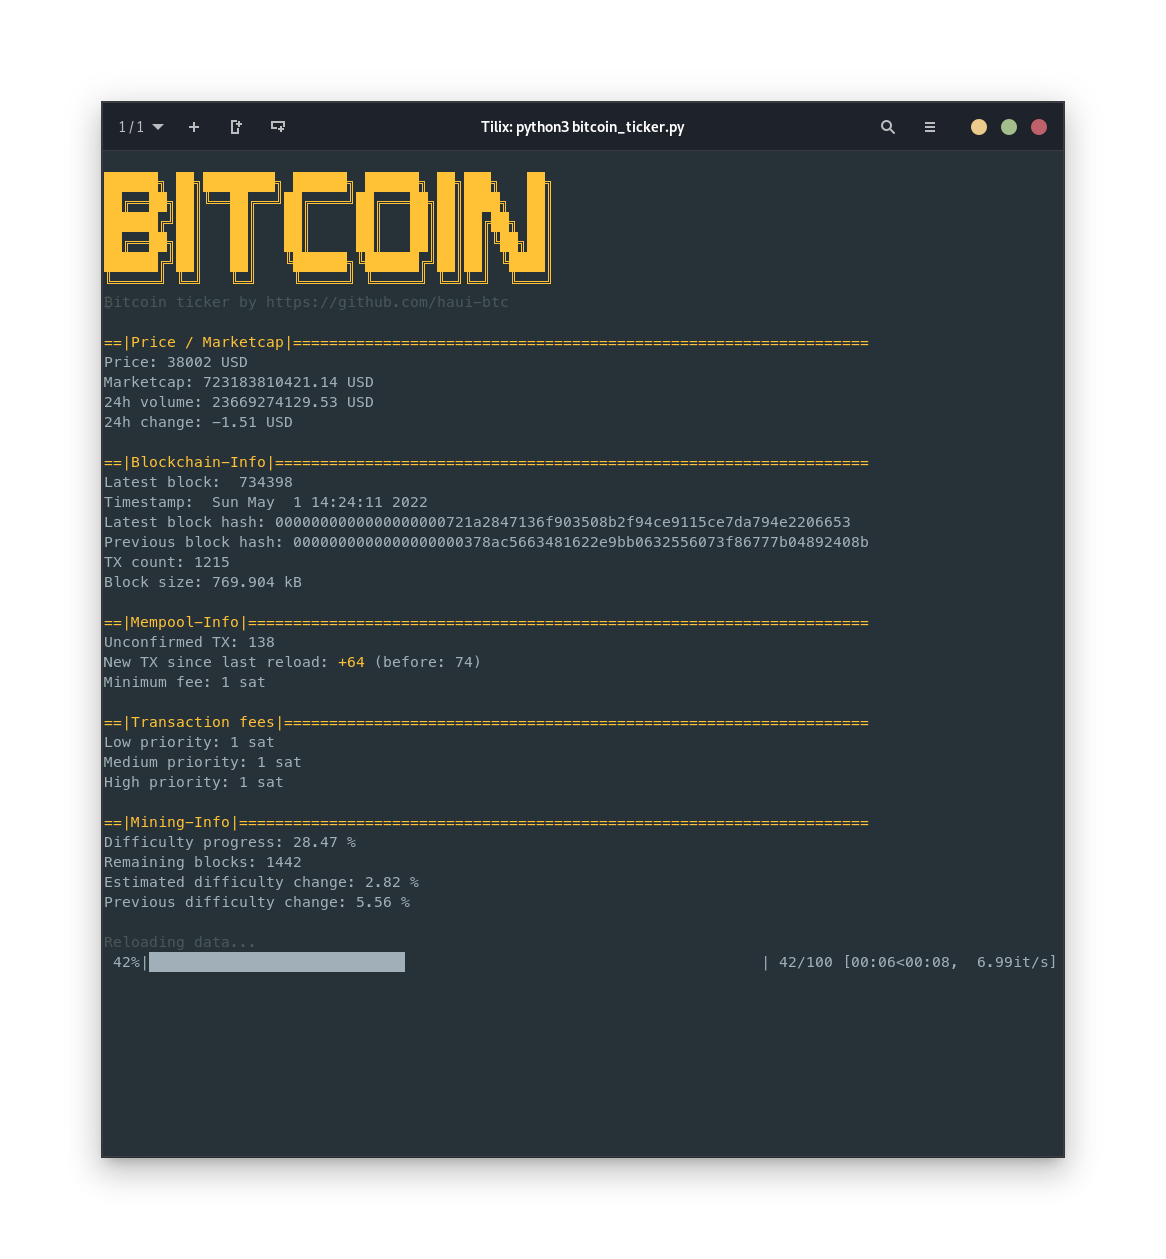 1 / 1
Tilix: python3 bitcoin_ticker.py
BITCOIN
Bitcoin ticker by https://github.com/haui-btc
==|Price / Marketcap|================================================================
Price: 38002 USD
Marketcap: 723183810421.14 USD
24h volume: 23669274129.53 USD
24h change: -1.51 USD
==|Blockchain-Info|==================================================================
Latest block:  734398
Timestamp:  Sun May  1 14:24:11 2022
Latest block hash: 0000000000000000000721a2847136f903508b2f94ce9115ce7da794e2206653
Previous block hash: 0000000000000000000378ac5663481622e9bb0632556073f86777b04892408b
TX count: 1215
Block size: 769.904 kB
==|Mempool-Info|=====================================================================
Unconfirmed TX: 138
New TX since last reload: +64 (before: 74)
Minimum fee: 1 sat
==|Transaction fees|=================================================================
Low priority: 1 sat
Medium priority: 1 sat
High priority: 1 sat
==|Mining-Info|======================================================================
Difficulty progress: 28.47 %
Remaining blocks: 1442
Estimated difficulty change: 2.82 %
Previous difficulty change: 5.56 %
Reloading data...
42%| | 42/100 [00:06<00:08,  6.99it/s]